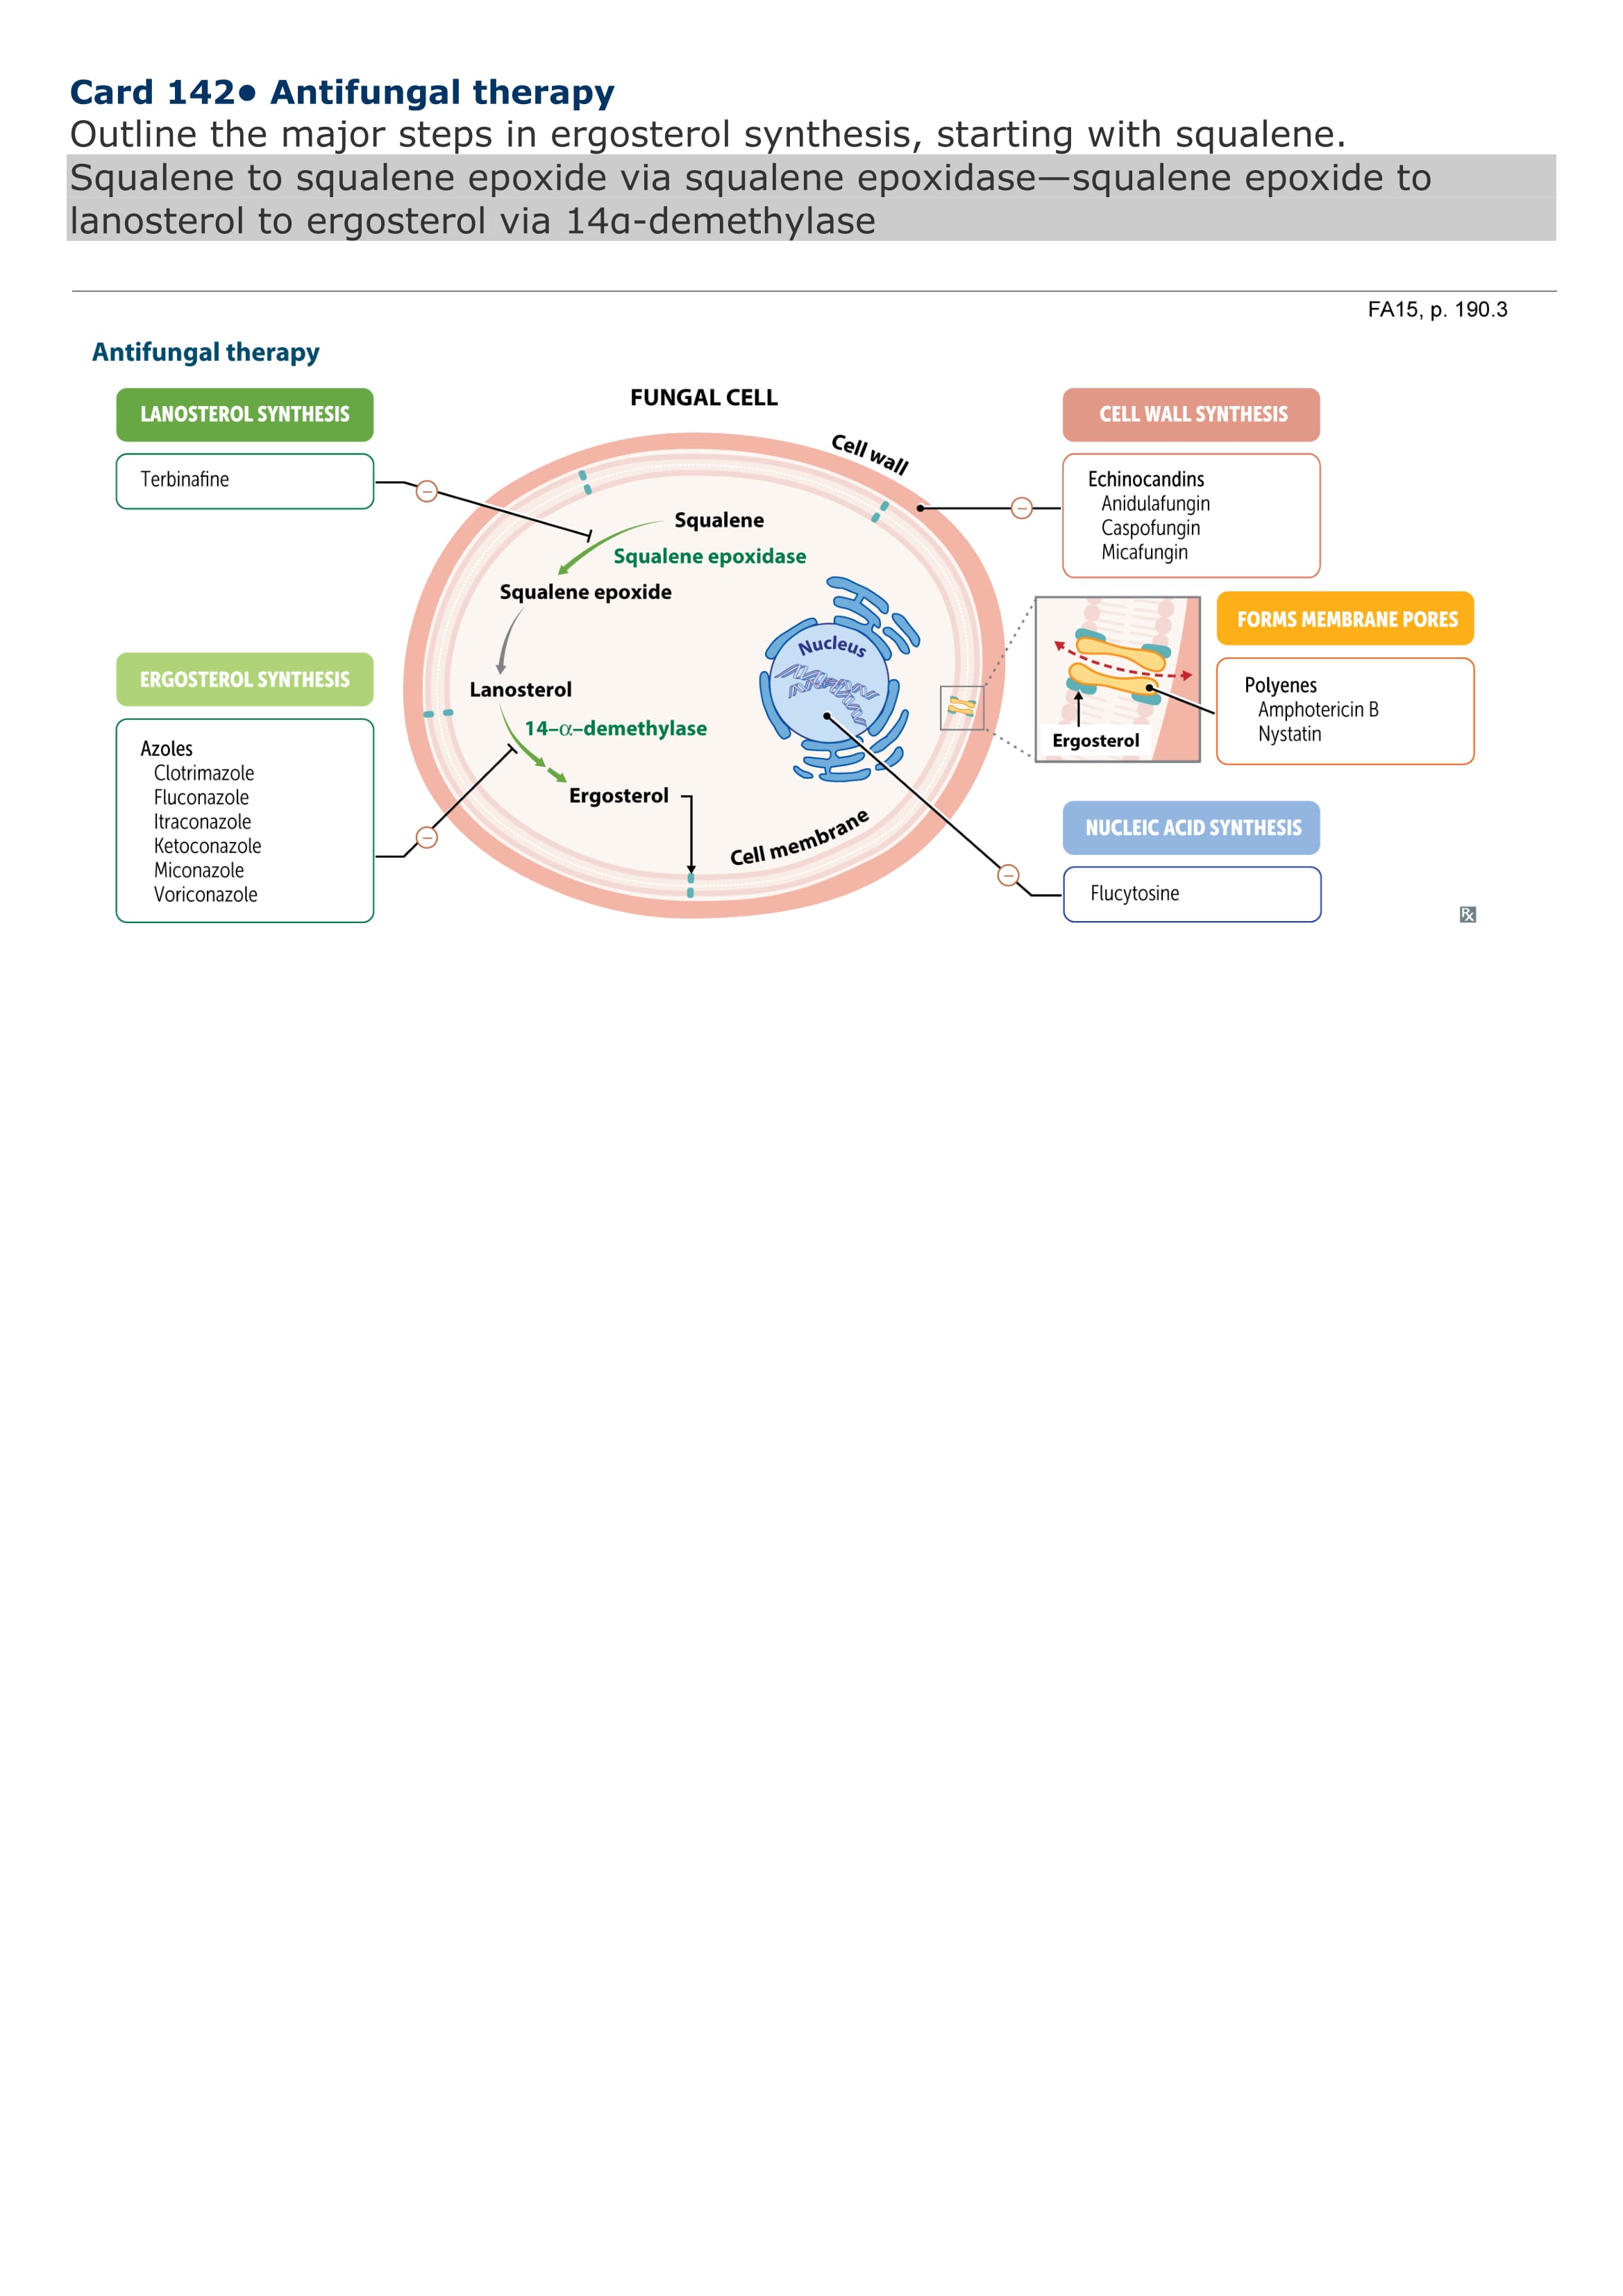 Card 142● Antifungal therapy
Outline the major steps in ergosterol synthesis, starting with squalene.
Squalene to squalene epoxide via squalene epoxidase—squalene epoxide to
lanosterol to ergosterol via 14α-demethylase
FA15, p. 190.3
Antifungal therapy
FUNGAL CELL
LANOSTEROL SYNTHESIS
Terbinafine
ERGOSTEROL SYNTHESIS
Azoles
Clotrimazole
Fluconazole
Itraconazole
Ketoconazole
Miconazole
Voriconazole
Cell wall
Squalene
Squalene epoxidase
Squalene epoxide
Lanosterol
14–α–demethylase
Ergosterol
Nucleus
Cell membrane
CELL WALL SYNTHESIS
Echinocandins
Anidulafungin
Caspofungin
Micafungin
Ergosterol
FORMS MEMBRANE PORES
Polyenes
Amphotericin B
Nystatin
NUCLEIC ACID SYNTHESIS
Flucytosine
Rx